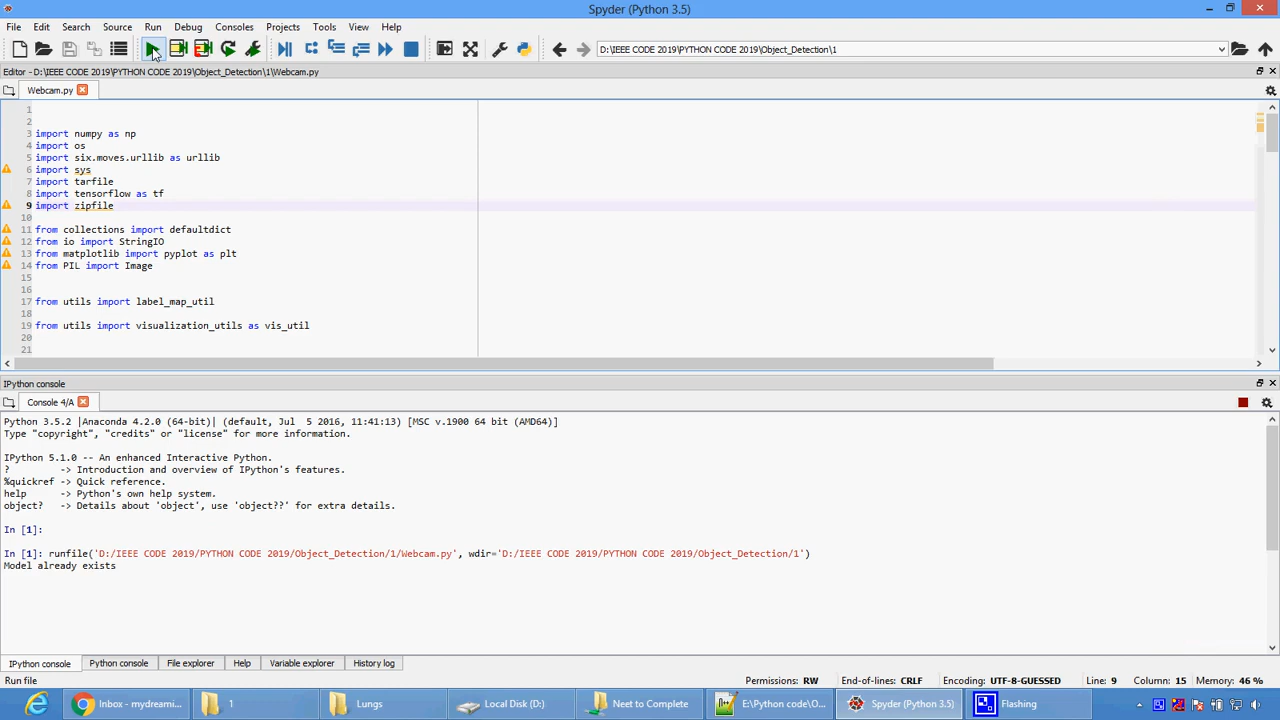 Spyder (Python 3.5)
File Edit Search Source Run Debug Consoles Projects Tools View Help
D:\IEEE CODE 2019\PYTHON CODE 2019\Object_Detection\1
Editor - D:\IEEE CODE 2019\PYTHON CODE 2019\Object_Detection\1\Webcam.py
Webcam.py
1
2
3 import numpy as np
4 import os
5 import six.moves.urllib as urllib
6 import sys
7 import tarfile
8 import tensorflow as tf
9 import zipfile
10
11 from collections import defaultdict
12 from io import StringIO
13 from matplotlib import pyplot as plt
14 from PIL import Image
15
16
17 from utils import label_map_util
18
19 from utils import visualization_utils as vis_util
20
21
IPython console
Console 4/A
Python 3.5.2 |Anaconda 4.2.0 (64-bit)| (default, Jul  5 2016, 11:41:13) [MSC v.1900 64 bit (AMD64)]
Type "copyright", "credits" or "license" for more information.
IPython 5.1.0 -- An enhanced Interactive Python.
?         -> Introduction and overview of IPython's features.
%quickref -> Quick reference.
help      -> Python's own help system.
object?   -> Details about 'object', use 'object??' for extra details.
In [1]:
In [1]: runfile('D:/IEEE CODE 2019/PYTHON CODE 2019/Object_Detection/1/Webcam.py', wdir='D:/IEEE CODE 2019/PYTHON CODE 2019/Object_Detection/1')
Model already exists
IPython console Python console File explorer Help Variable explorer History log
Run file Permissions: RW End-of-lines: CRLF Encoding: UTF-8-GUESSED Line: 9 Column: 15 Memory: 46 %
Inbox - mydreami... 1 Lungs Local Disk (D:) Neet to Complete E:\Python code\O... Spyder (Python 3.5) Flashing